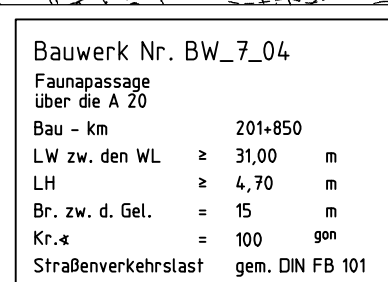 Bauwerk Nr. BW_7_04
Faunapassage
über die A 20
Bau - km 201+850
LW zw. den WL ≥ 31,00 m
LH ≥ 4,70 m
Br. zw. d. Gel. = 15 m
Kr.∢ = 100 gon
Straßenverkehrslast gem. DIN FB 101